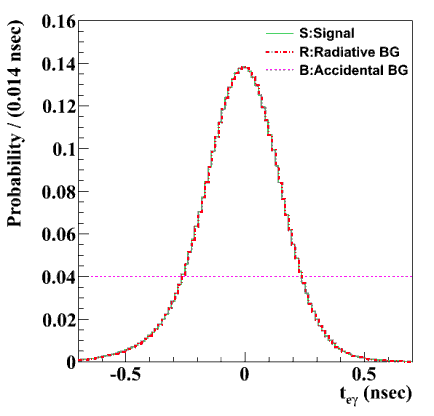 0.16
0.14
0.12
0.1
0.08
0.06
0.04
0.02
0
Probability / (0.014 nsec)
S:Signal
R:Radiative BG
B:Accidental BG
-0.5 0 0.5
t_eγ (nsec)